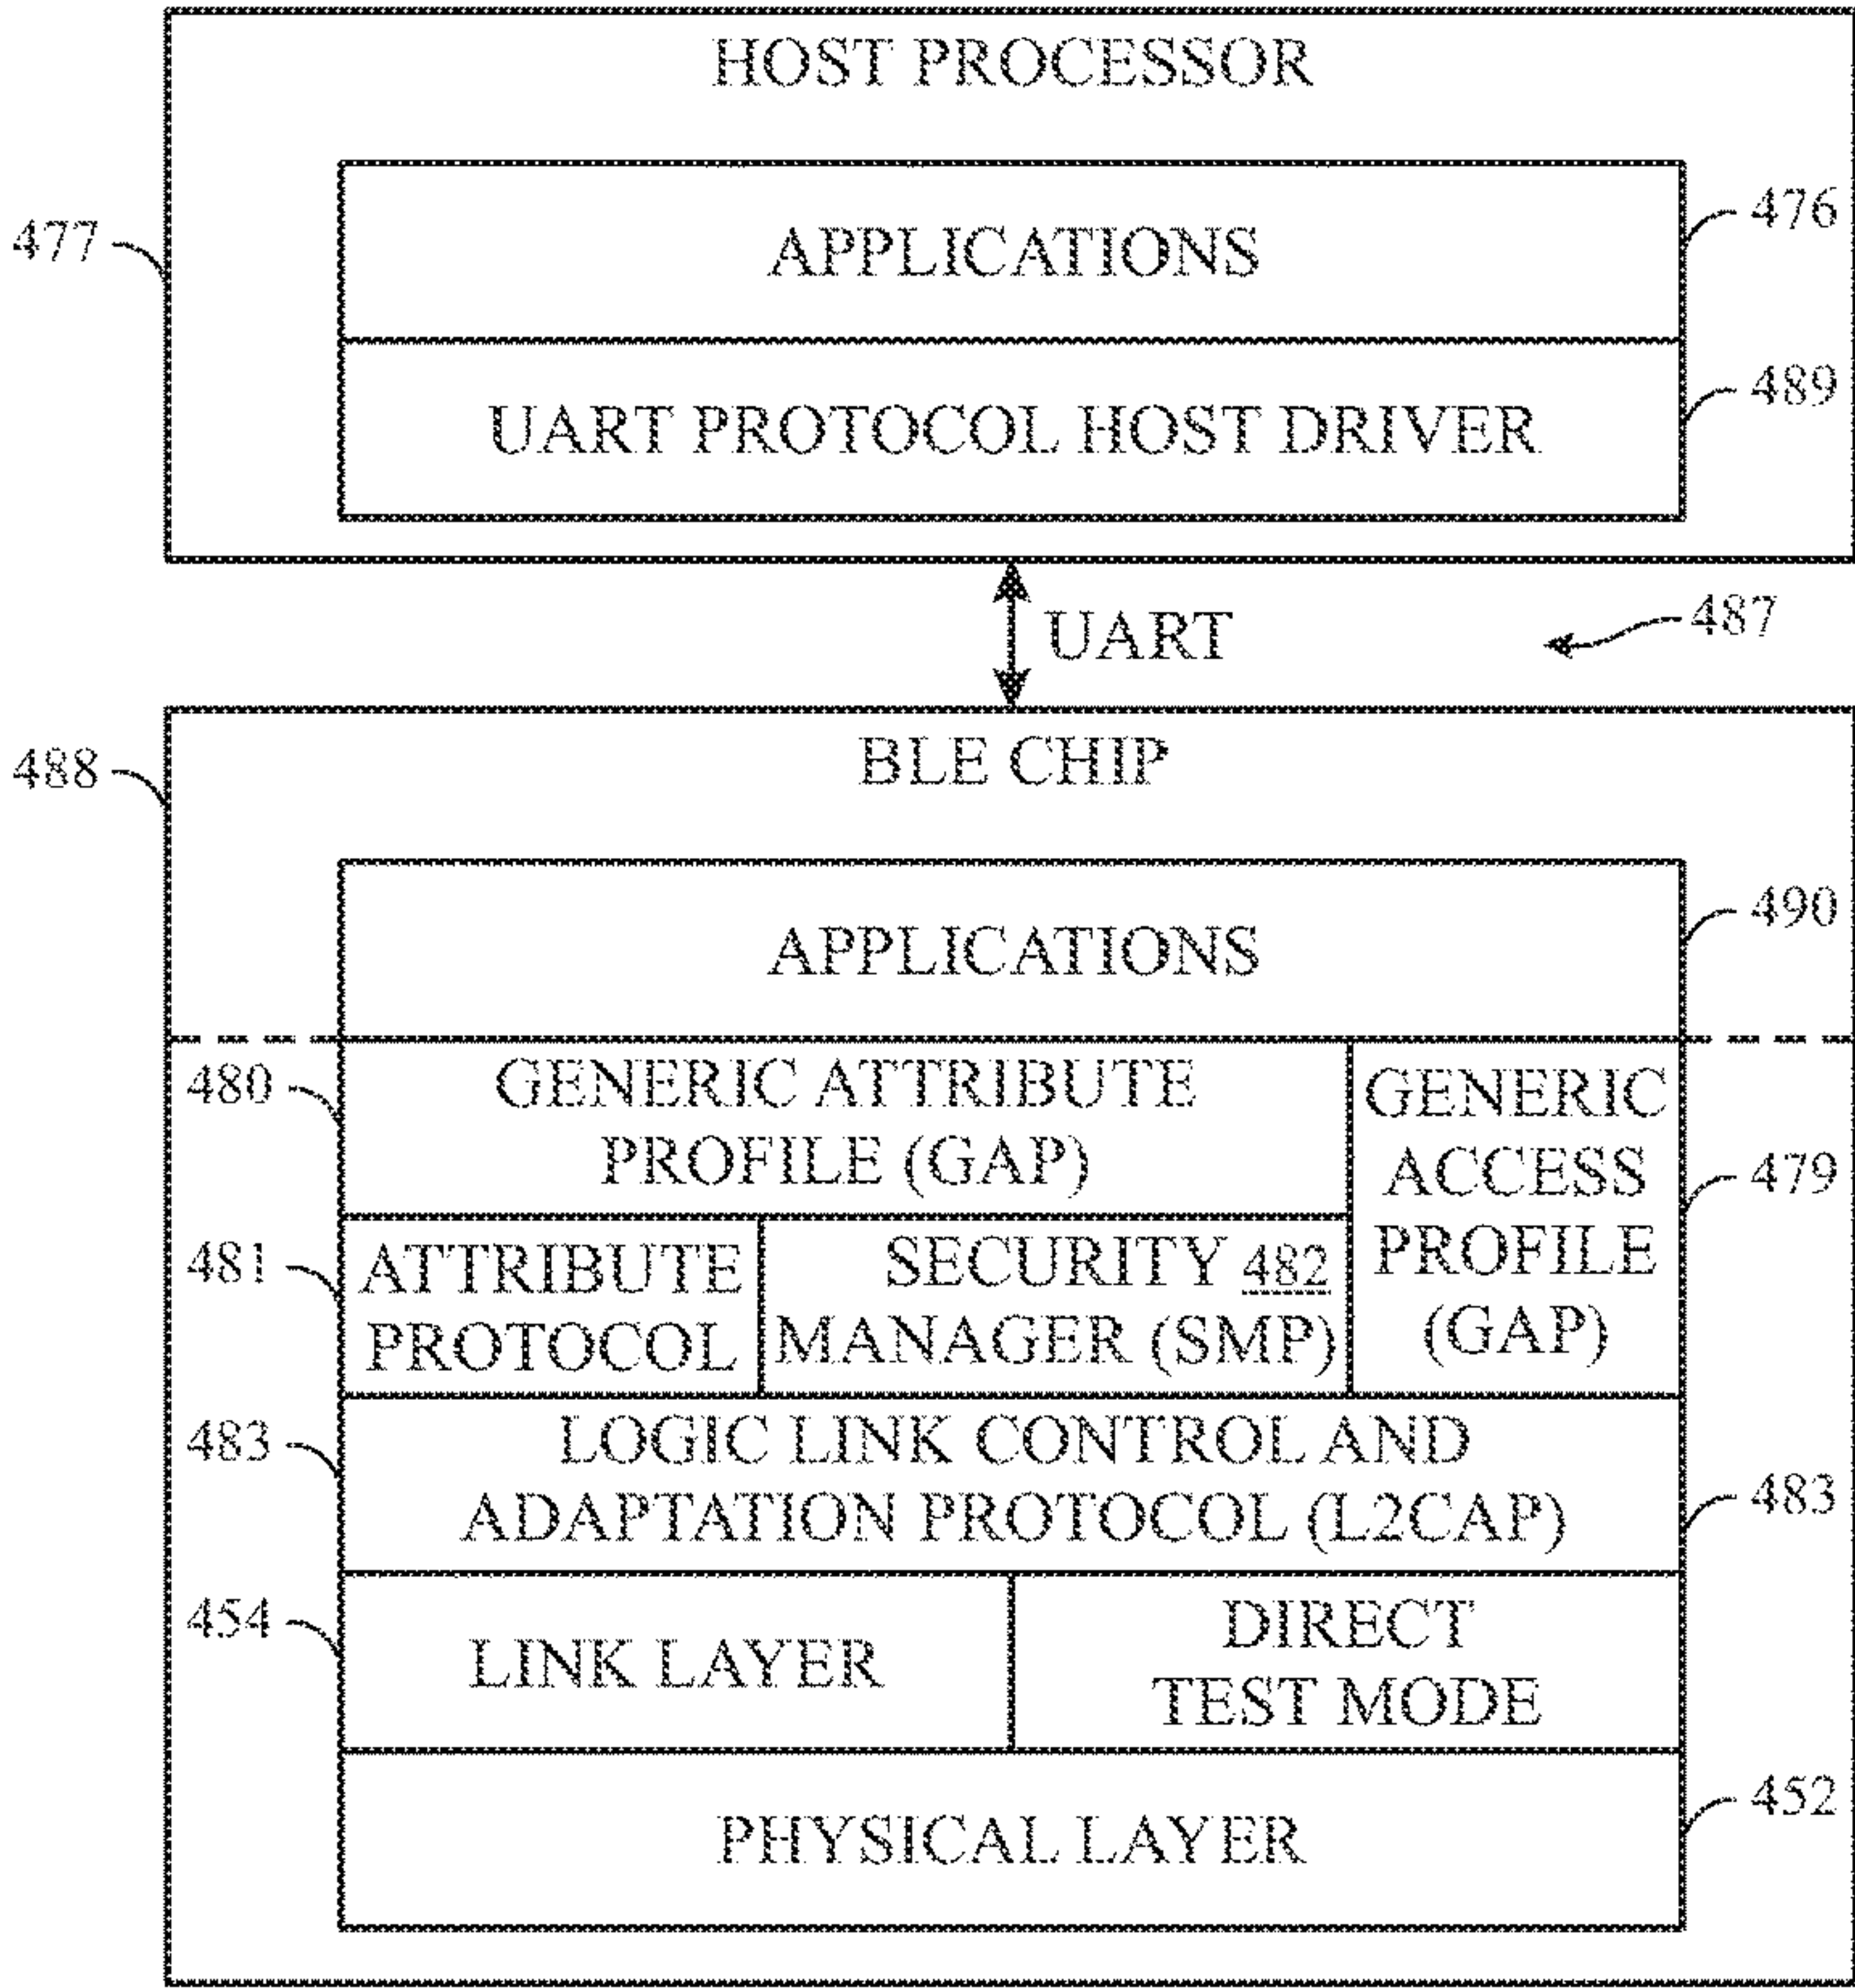 HOST PROCESSOR
476
477
APPLICATIONS
489
UART PROTOCOL HOST DRIVER
UART
487
BLE CHIP
488
490
APPLICATIONS
480
GENERIC ATTRIBUTE
PROFILE (GAP)
GENERIC
ACCESS
PROFILE
(GAP)
479
481
ATTRIBUTE
PROTOCOL
SECURITY 482
MANAGER (SMP)
483
LOGIC LINK CONTROL AND
ADAPTATION PROTOCOL (L2CAP)
483
454
LINK LAYER
DIRECT
TEST MODE
452
PHYSICAL LAYER